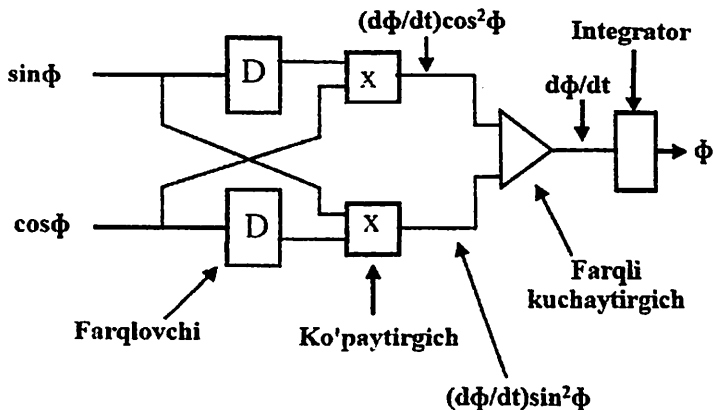 (dϕ/dt)cos²ϕ
Integrator
sinϕ
D
X
dϕ/dt
ϕ
cosϕ
D
X
Farqli
kuchaytirgich
Farqlovchi
Ko'paytirgich
(dϕ/dt)sin²ϕ